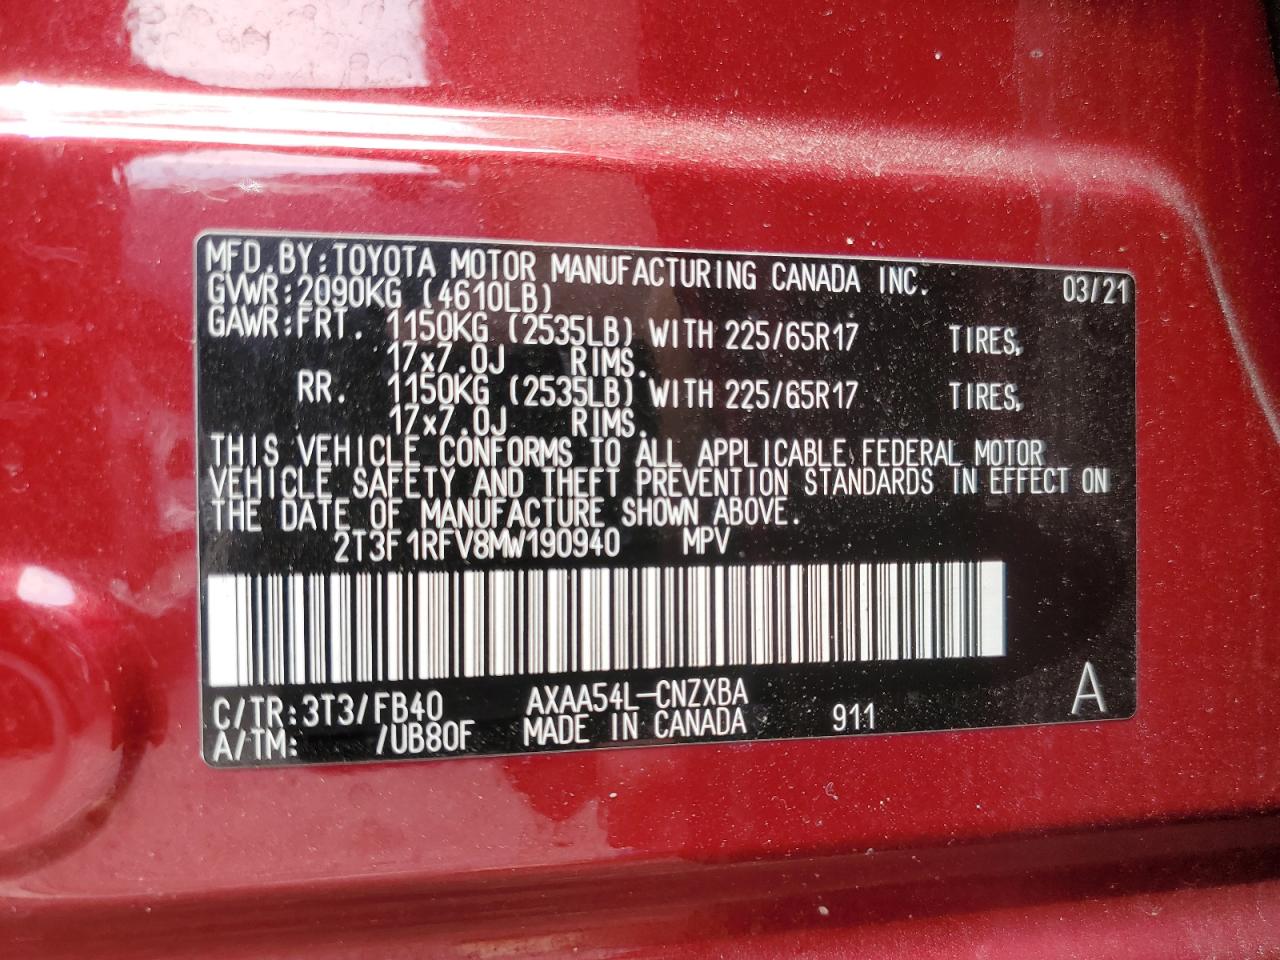 MFD.BY:TOYOTA MOTOR MANUFACTURING CANADA INC. 03/21
GVWR:2090KG (4610LB)
GAWR:FRT. 1150KG (2535LB) WITH 225/65R17 TIRES,
17x7.0J RIMS.
RR. 1150KG (2535LB) WITH 225/65R17 TIRES,
17x7.0J RIMS.
THIS VEHICLE CONFORMS TO ALL APPLICABLE FEDERAL MOTOR
VEHICLE SAFETY AND THEFT PREVENTION STANDARDS IN EFFECT ON
THE DATE OF MANUFACTURE SHOWN ABOVE.
2T3F1RFV8MW190940 MPV
C/TR:3T3/FB40 AXAA54L-CNZXBA A
A/TM: /UB80F MADE IN CANADA 911